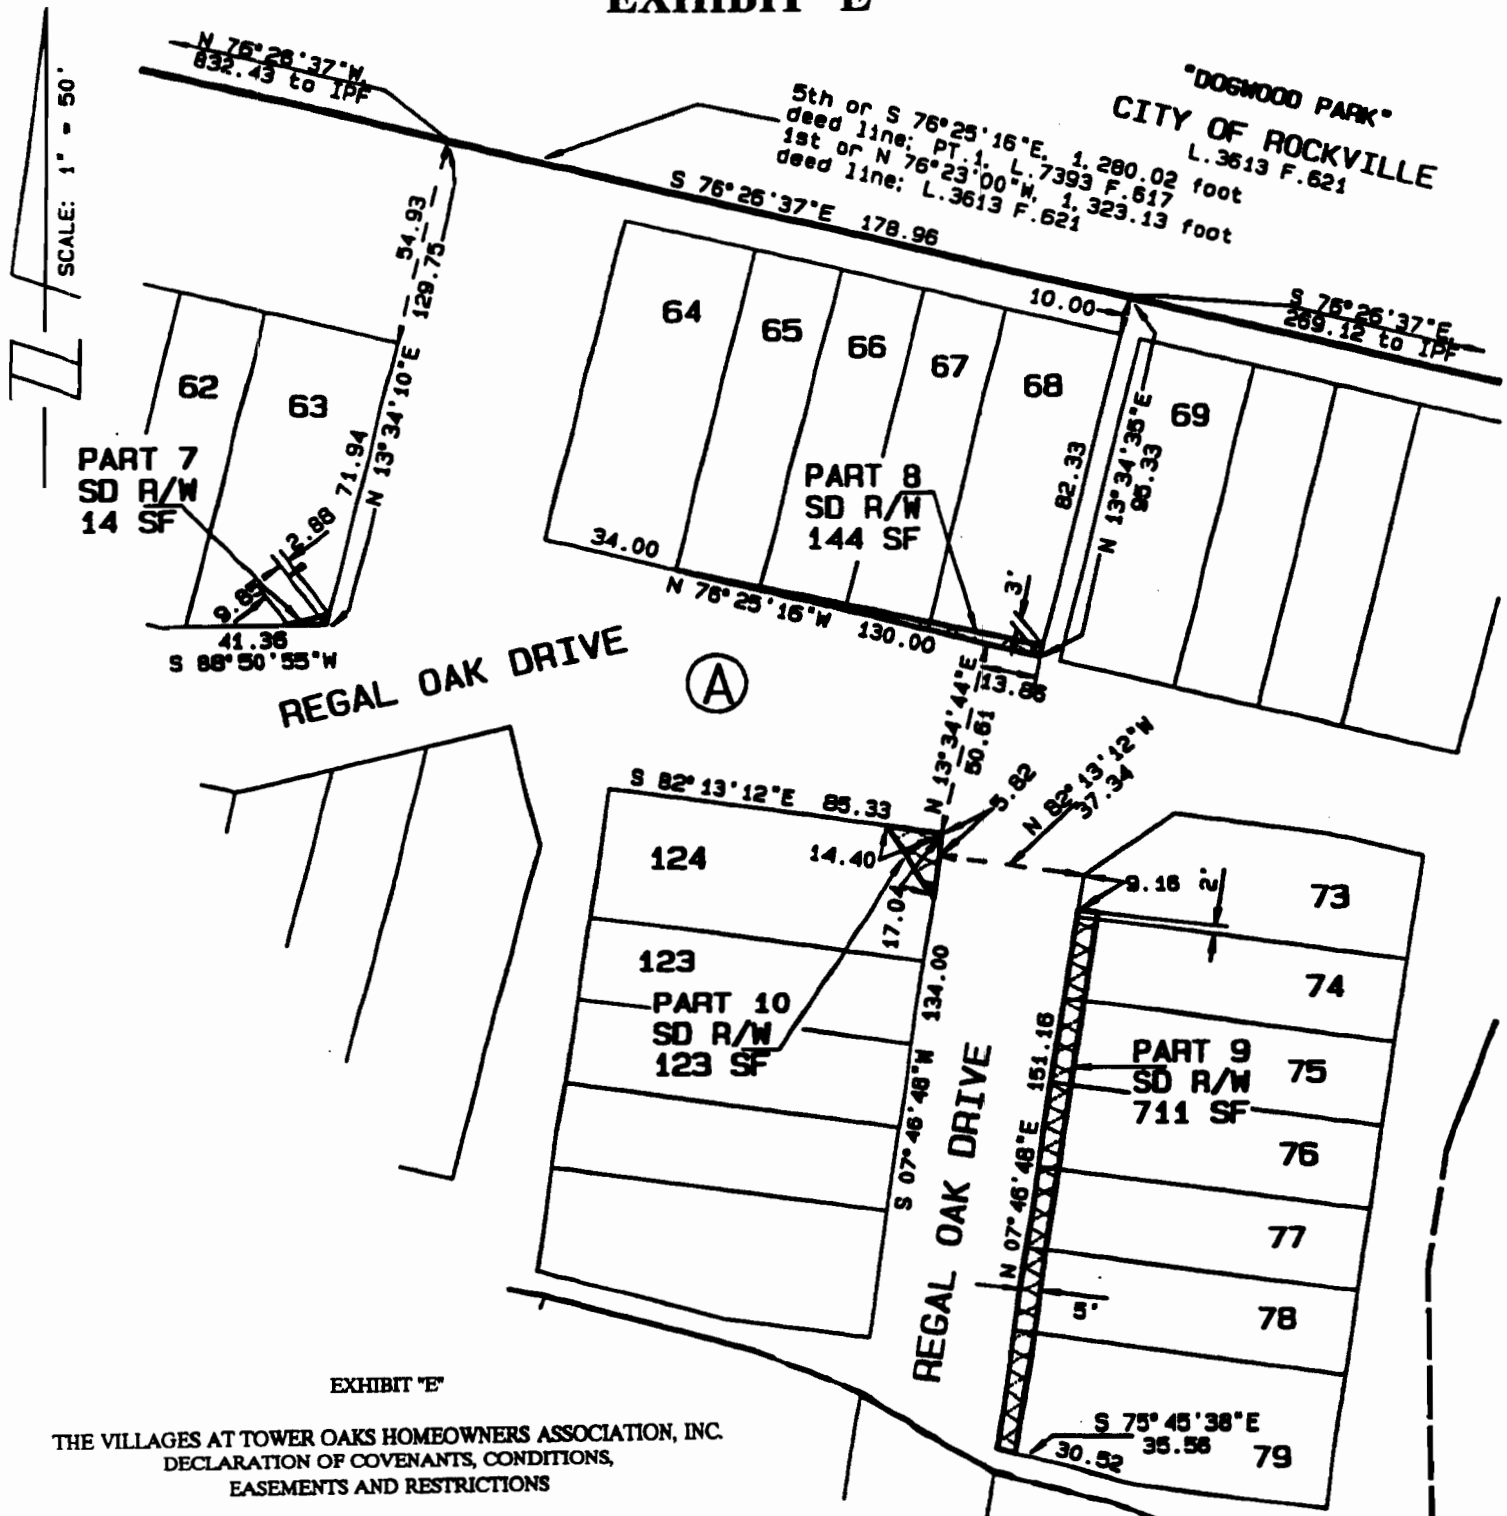 EXHIBIT "E"
SCALE: 1" = 50'
N 76°26'37"W,
832.43 to IPF
5th or S 76°25'16"E, 1,280.02 foot
deed line; PT.1, L.7393 F.617
1st or N 76°23'00"W, 1,323.13 foot
deed line; L.3613 F.621
"DOGWOOD PARK"
CITY OF ROCKVILLE
L.3613 F.621
S 76°26'37"E 178.96
S 76°26'37"E,
269.12 to IPF
54.93
129.75
N 13°34'10"E
71.94
10.00
62
63
64
65
66
67
68
69
PART 7
SD R/W
14 SF
2.88
9.85
41.36
S 88°50'55"W
PART 8
SD R/W
144 SF
82.33
N 13°34'35"E
95.33
34.00
N 76°25'16"W 130.00
3'
13.86
REGAL OAK DRIVE
A
N 13°34'44"E
50.61
5.82
N 82°13'12"W
37.34
S 82°13'12"E 85.33
14.40
17.04
124
123
PART 10
SD R/W
123 SF
S 07°46'48"W 134.00
REGAL OAK DRIVE
N 07°46'48"E 151.16
9.16
2'
73
74
PART 9
SD R/W
711 SF
75
76
77
78
5'
S 75°45'38"E
35.56
30.52
79
EXHIBIT "E"
THE VILLAGES AT TOWER OAKS HOMEOWNERS ASSOCIATION, INC.
DECLARATION OF COVENANTS, CONDITIONS,
EASEMENTS AND RESTRICTIONS